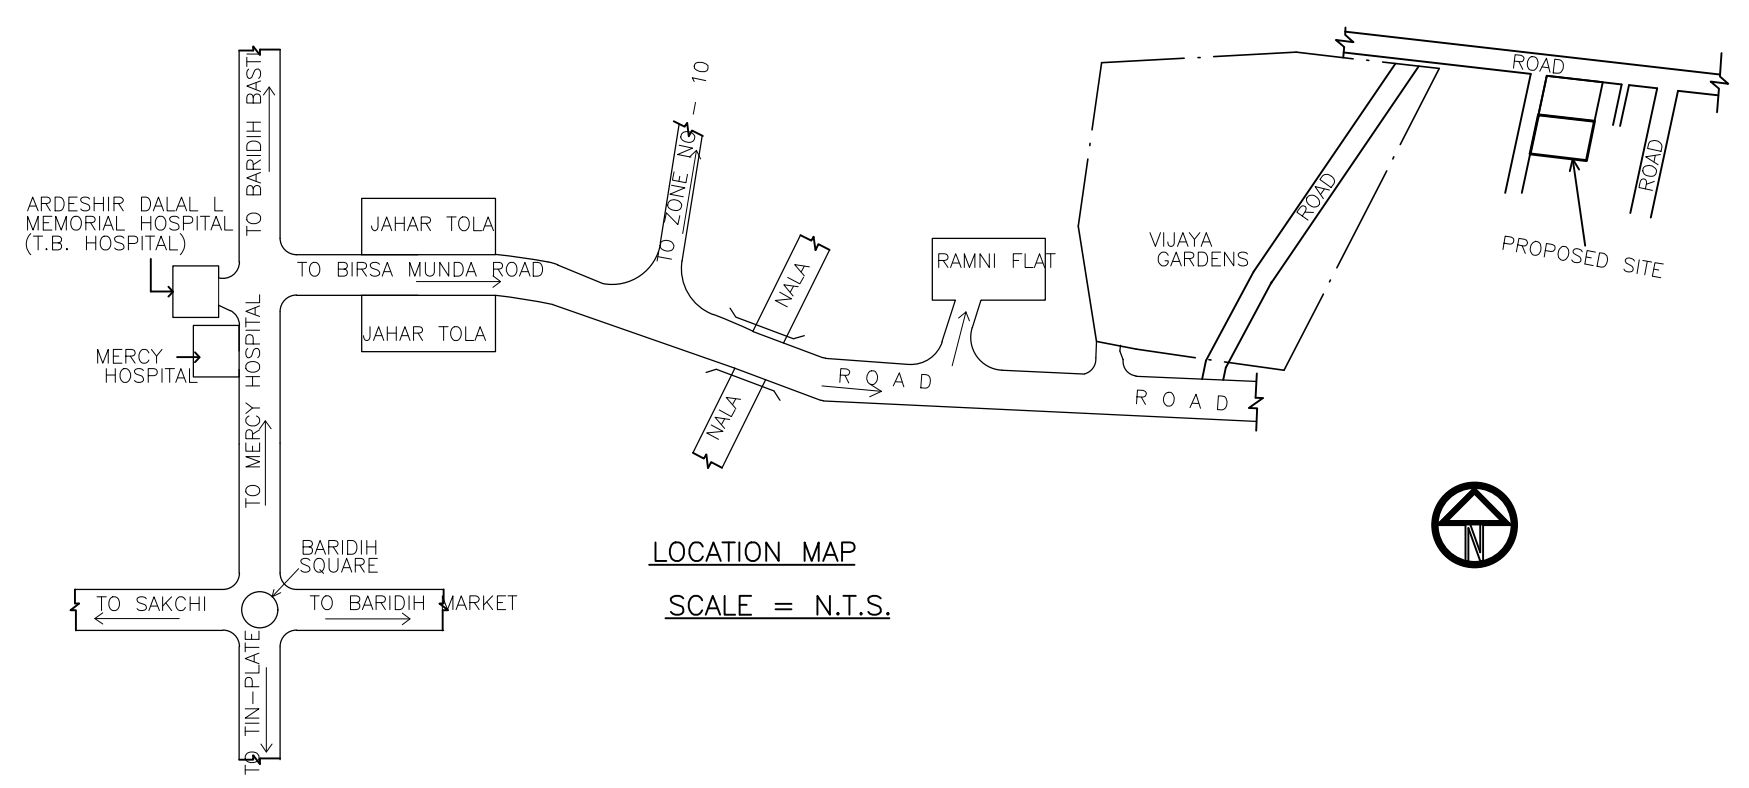 ROAD
TO ZONE NO - 10
TO BARIDIH BASTI
ARDESHIR DALAL L
MEMORIAL HOSPITAL
(T.B. HOSPITAL)
JAHAR TOLA
ROAD
ROAD
VIJAYA
GARDENS
PROPOSED SITE
TO BIRSA MUNDA ROAD
RAMNI FLAT
NALA
JAHAR TOLA
MERCY
HOSPITAL
TO MERCY HOSPITAL
ROAD
ROAD
NALA
N
BARIDIH
SQUARE
LOCATION MAP
TO SAKCHI
TO BARIDIH MARKET
SCALE = N.T.S.
TO TIN-PLATE